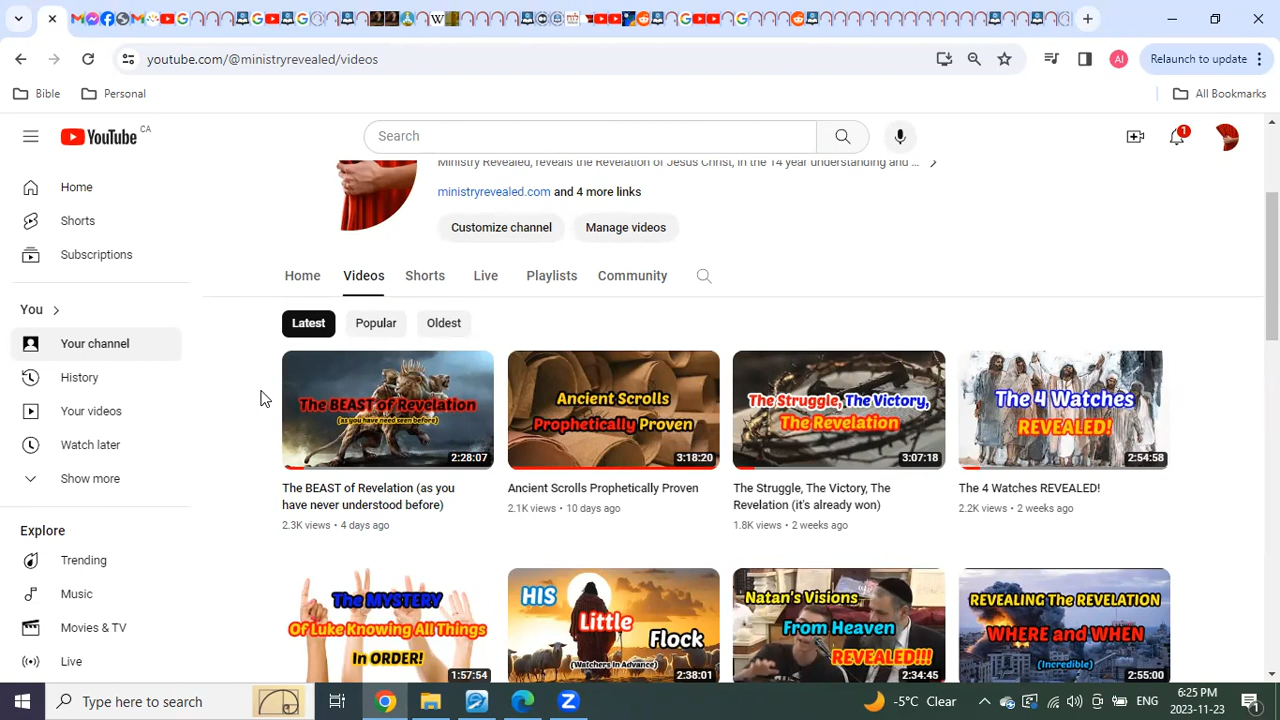 youtube.com/@ministryrevealed/videos
AI
Relaunch to update
Bible
Personal
All Bookmarks
YouTube CA
Search
1
Home
Shorts
Subscriptions
You
Your channel
History
Your videos
Watch later
Show more
Explore
Trending
Music
Movies & TV
Live
Ministry Revealed, reveals the Revelation of Jesus Christ, in the 14 year understanding and ...
ministryrevealed.com and 4 more links
Customize channel
Manage videos
Home Videos Shorts Live Playlists Community
Latest Popular Oldest
The BEAST of Revelation
(as you have need seen before)
2:28:07
The BEAST of Revelation (as you
have never understood before)
2.3K views • 4 days ago
Ancient Scrolls
Prophetically Proven
3:18:20
Ancient Scrolls Prophetically Proven
2.1K views • 10 days ago
The Struggle, The Victory,
The Revelation
3:07:18
The Struggle, The Victory, The
Revelation (it's already won)
1.8K views • 2 weeks ago
The 4 Watches
REVEALED!
2:54:58
The 4 Watches REVEALED!
2.2K views • 2 weeks ago
The MYSTERY
Of Luke Knowing All Things
In ORDER!
1:57:54
HIS
Little
Flock
(Watchers In Advance)
2:38:01
Natan's Visions
From Heaven
REVEALED!!!
2:34:45
REVEALING The REVELATION
WHERE and WHEN
(Incredible)
2:55:00
Type here to search
-5°C Clear
ENG
6:25 PM
2023-11-23
1